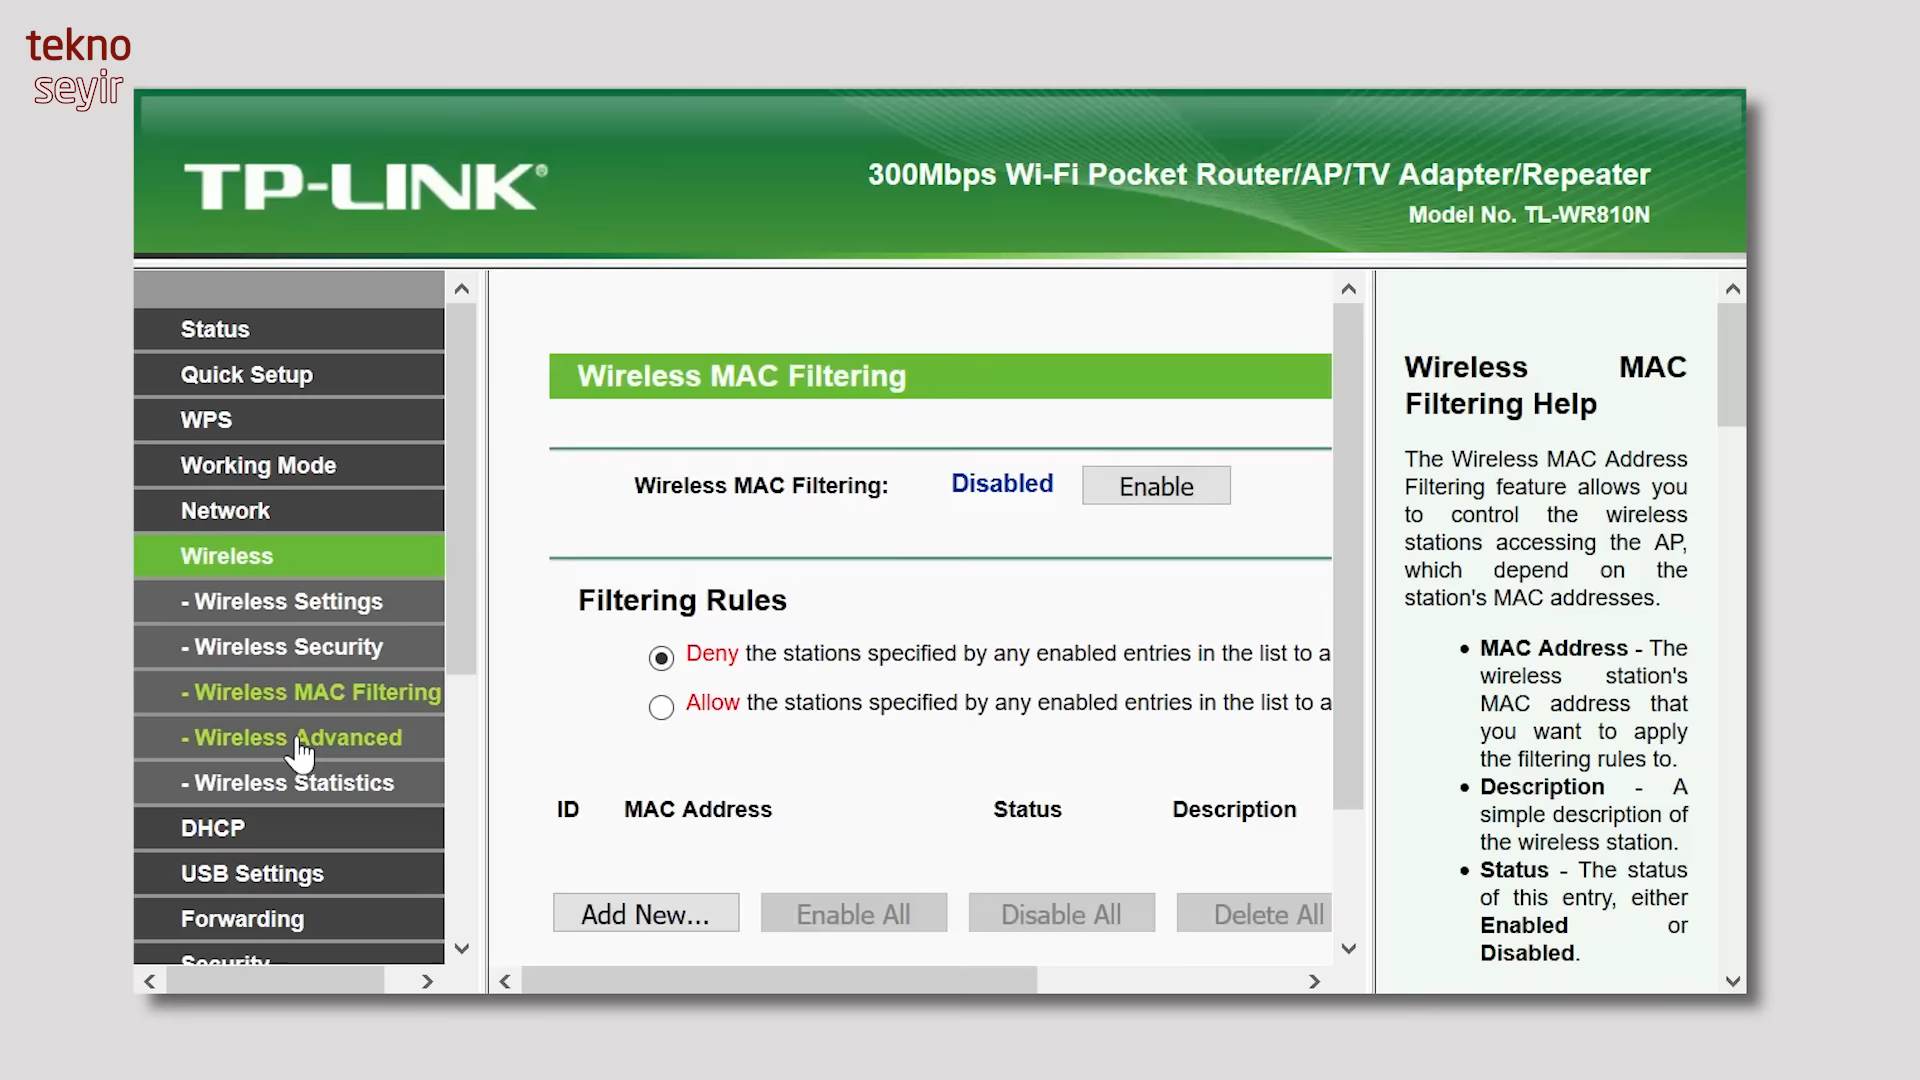 tekno
seyir
TP-LINK®
300Mbps Wi-Fi Pocket Router/AP/TV Adapter/Repeater
Model No. TL-WR810N
Status
Quick Setup
WPS
Working Mode
Network
Wireless
- Wireless Settings
- Wireless Security
- Wireless MAC Filtering
- Wireless Advanced
- Wireless Statistics
DHCP
USB Settings
Forwarding
Security
Wireless MAC Filtering
Wireless MAC Filtering: Disabled Enable
Filtering Rules
Deny the stations specified by any enabled entries in the list to a
Allow the stations specified by any enabled entries in the list to a
ID MAC Address Status Description
Add New... Enable All Disable All Delete All
Wireless MAC
Filtering Help
The Wireless MAC Address
Filtering feature allows you
to control the wireless
stations accessing the AP,
which depend on the
station's MAC addresses.
• MAC Address - The
wireless station's
MAC address that
you want to apply
the filtering rules to.
• Description - A
simple description of
the wireless station.
• Status - The status
of this entry, either
Enabled or
Disabled.